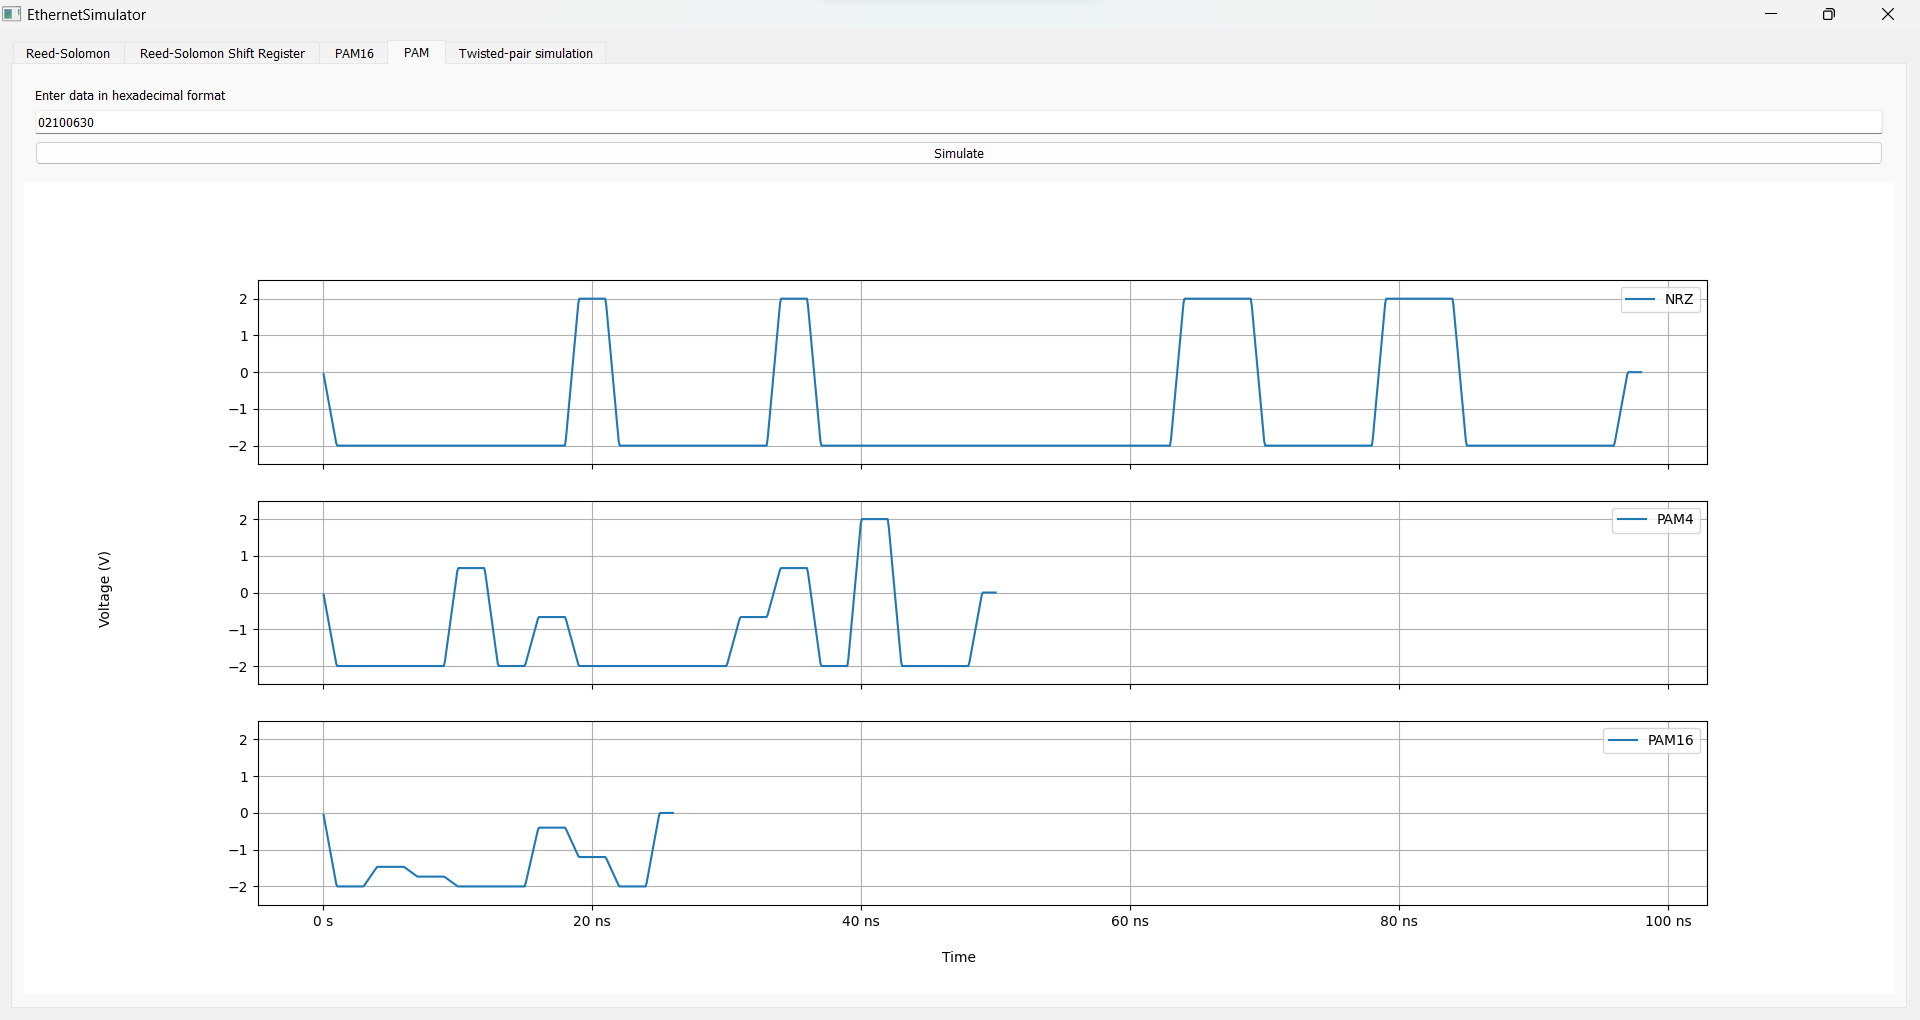 EthernetSimulator
Reed-Solomon
Reed-Solomon Shift Register
PAM16
PAM
Twisted-pair simulation
Enter data in hexadecimal format
02100630
Simulate
2
1
0
−1
−2
NRZ
Voltage (V)
2
1
0
−1
−2
PAM4
2
1
0
−1
−2
PAM16
0 s
20 ns
40 ns
60 ns
80 ns
100 ns
Time